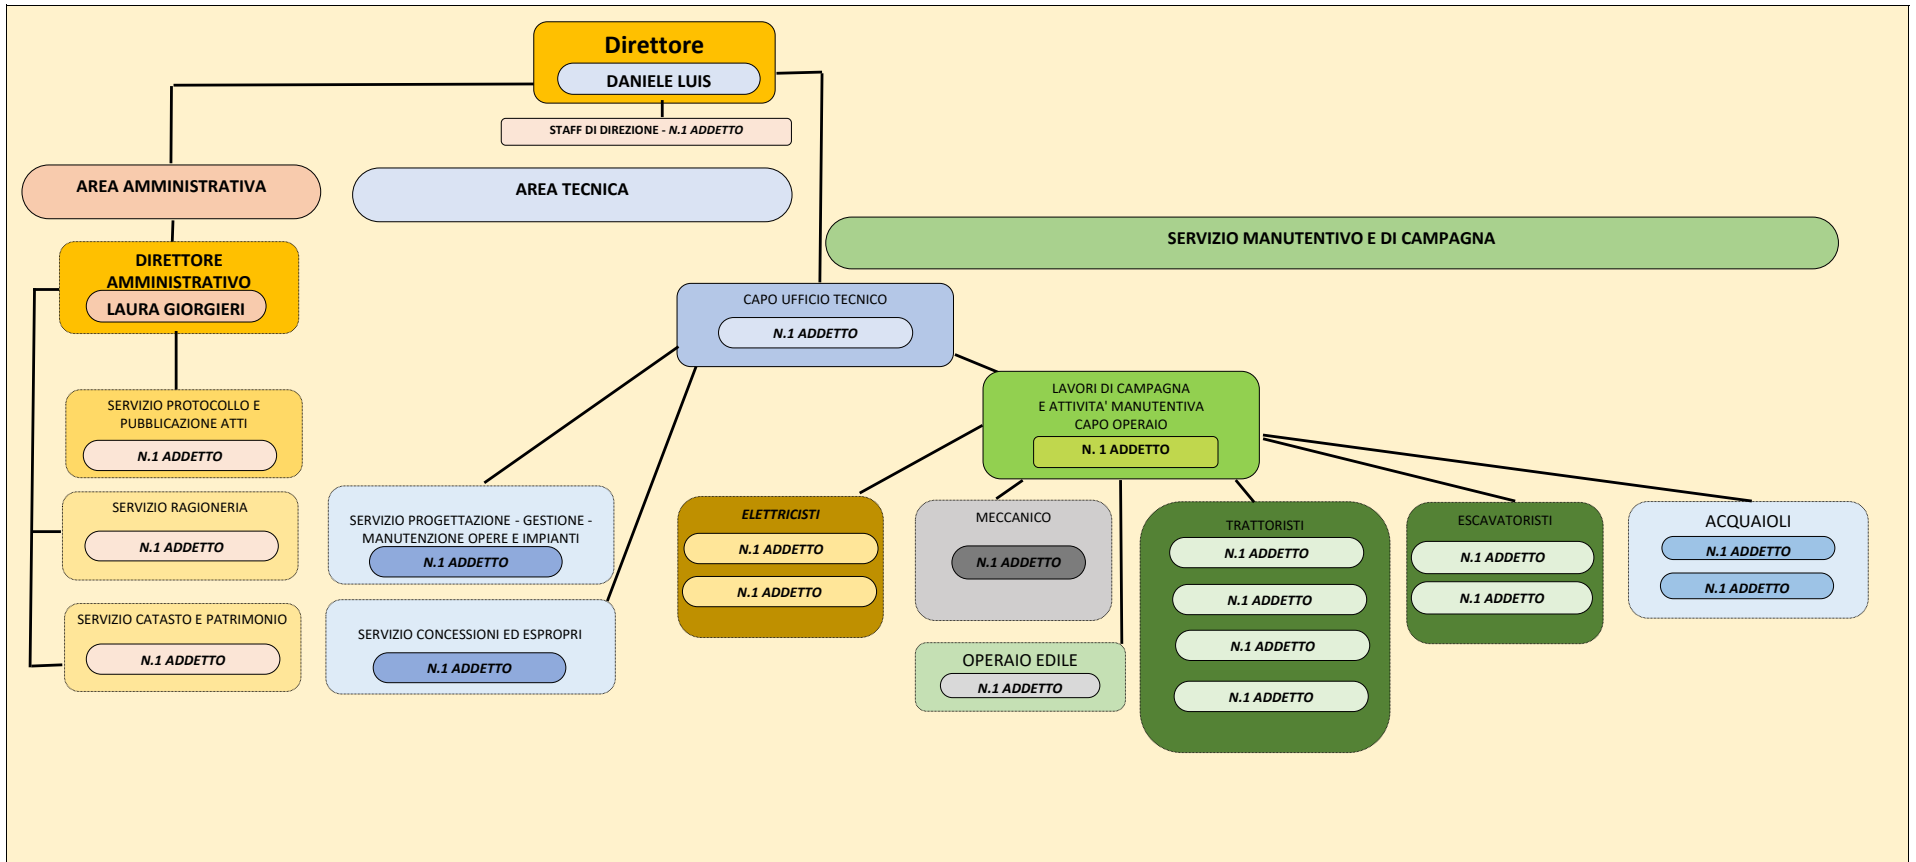 Direttore
DANIELE LUIS
STAFF DI DIREZIONE - N.1 ADDETTO
AREA AMMINISTRATIVA
AREA TECNICA
SERVIZIO MANUTENTIVO E DI CAMPAGNA
DIRETTORE
AMMINISTRATIVO
LAURA GIORGIERI
SERVIZIO PROTOCOLLO E
PUBBLICAZIONE ATTI
N.1 ADDETTO
SERVIZIO RAGIONERIA
N.1 ADDETTO
SERVIZIO CATASTO E PATRIMONIO
N.1 ADDETTO
CAPO UFFICIO TECNICO
N.1 ADDETTO
SERVIZIO PROGETTAZIONE - GESTIONE -
MANUTENZIONE OPERE E IMPIANTI
N.1 ADDETTO
SERVIZIO CONCESSIONI ED ESPROPRI
N.1 ADDETTO
LAVORI DI CAMPAGNA
E ATTIVITA' MANUTENTIVA
CAPO OPERAIO
N. 1 ADDETTO
ELETTRICISTI
N.1 ADDETTO
N.1 ADDETTO
MECCANICO
N.1 ADDETTO
OPERAIO EDILE
N.1 ADDETTO
TRATTORISTI
N.1 ADDETTO
N.1 ADDETTO
N.1 ADDETTO
N.1 ADDETTO
ESCAVATORISTI
N.1 ADDETTO
N.1 ADDETTO
ACQUAIOLI
N.1 ADDETTO
N.1 ADDETTO